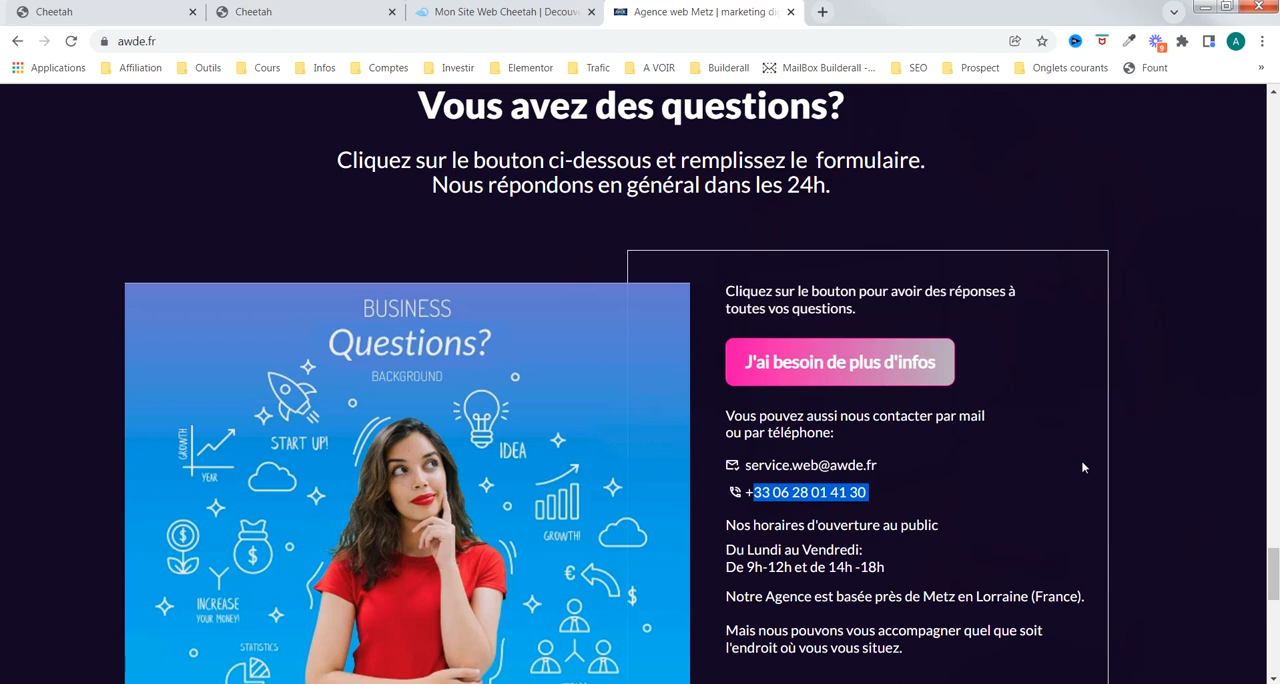 Cheetah
Cheetah
Mon Site Web Cheetah | Decouv
Agence web Metz | marketing di
awde.fr
9
A
Applications
Affiliation
Outils
Cours
Infos
Comptes
Investir
Elementor
Trafic
A VOIR
Builderall
MailBox Builderall -...
SEO
Prospect
Onglets courants
Fount
»
Vous avez des questions?
Cliquez sur le bouton ci-dessous et remplissez le formulaire.
Nous répondons en général dans les 24h.
BUSINESS
Questions?
BACKGROUND
START UP!
IDEA
GROWTH
YEAR
GROWTH!
INCREASE
YOUR MONEY!
STATISTICS
Cliquez sur le bouton pour avoir des réponses à
toutes vos questions.
J'ai besoin de plus d'infos
Vous pouvez aussi nous contacter par mail
ou par téléphone:
service.web@awde.fr
+33 06 28 01 41 30
Nos horaires d'ouverture au public
Du Lundi au Vendredi:
De 9h-12h et de 14h -18h
Notre Agence est basée près de Metz en Lorraine (France).
Mais nous pouvons vous accompagner quel que soit
l'endroit où vous vous situez.